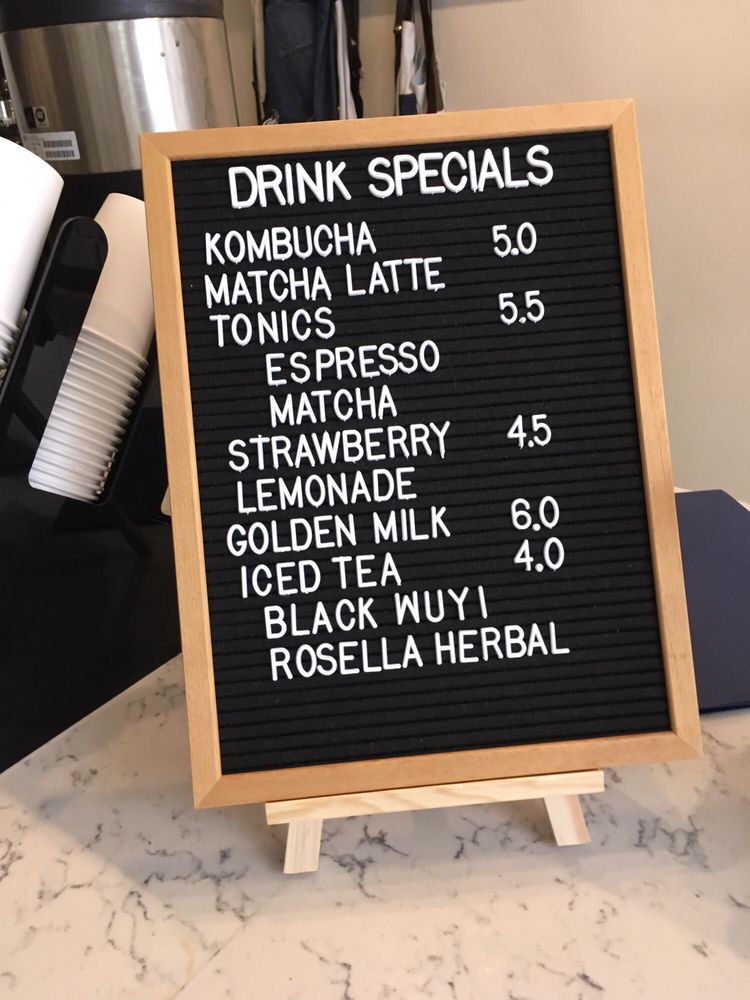 DRINK SPECIALS
KOMBUCHA 5.0
MATCHA LATTE
TONICS 5.5
ESPRESSO
MATCHA
STRAWBERRY 4.5
LEMONADE
GOLDEN MILK 6.0
ICED TEA 4.0
BLACK WUYI
ROSELLA HERBAL